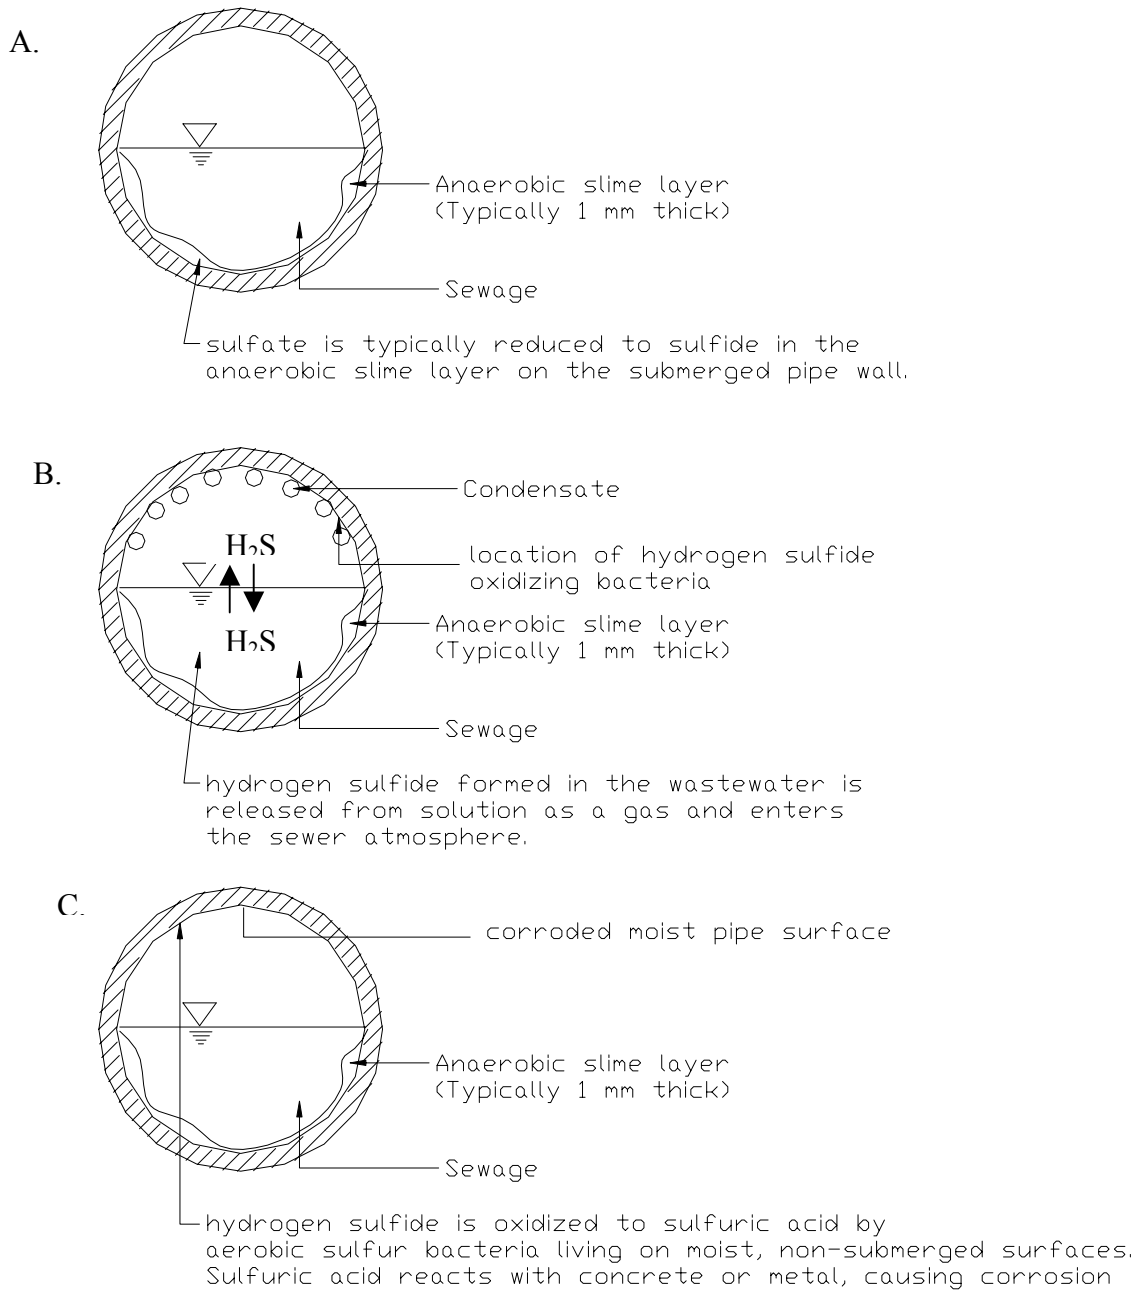 A.
Anaerobic slime layer
(Typically 1 mm thick)
Sewage
sulfate is typically reduced to sulfide in the
anaerobic slime layer on the submerged pipe wall.
B.
Condensate
H2S
location of hydrogen sulfide
oxidizing bacteria
Anaerobic slime layer
(Typically 1 mm thick)
H2S
Sewage
hydrogen sulfide formed in the wastewater is
released from solution as a gas and enters
the sewer atmosphere.
C.
corroded moist pipe surface
Anaerobic slime layer
(Typically 1 mm thick)
Sewage
hydrogen sulfide is oxidized to sulfuric acid by
aerobic sulfur bacteria living on moist, non-submerged surfaces.
Sulfuric acid reacts with concrete or metal, causing corrosion